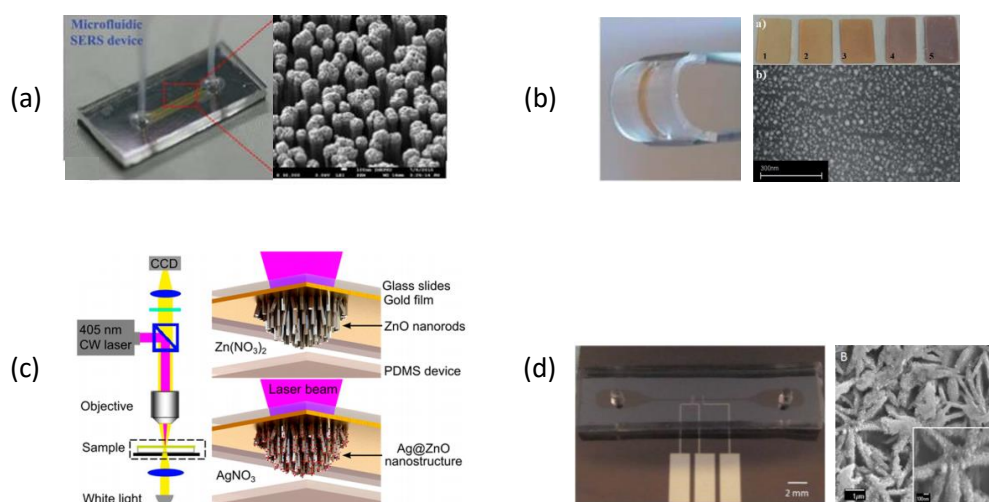 (a)
Microfluidic
SERS device
(b)
a)
1 2 3 4 5
b)
300nm
(c)
CCD
405 nm
CW laser
Objective
Sample
White light
Glass slides
Gold film
ZnO nanorods
Zn(NO3)2
PDMS device
Laser beam
Ag@ZnO
nanostructure
AgNO3
(d)
2 mm
B
1µm